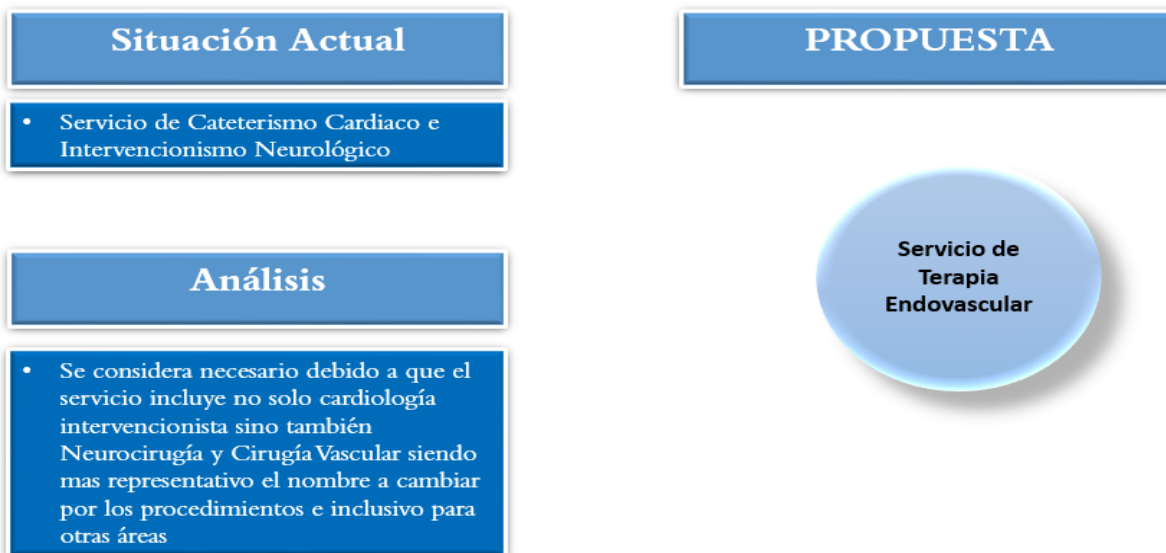 Situación Actual
• Servicio de Cateterismo Cardiaco e
Intervencionismo Neurológico
Análisis
• Se considera necesario debido a que el
servicio incluye no solo cardiología
intervencionista sino también
Neurocirugía y Cirugía Vascular siendo
mas representativo el nombre a cambiar
por los procedimientos e inclusivo para
otras áreas
PROPUESTA
Servicio de
Terapia
Endovascular